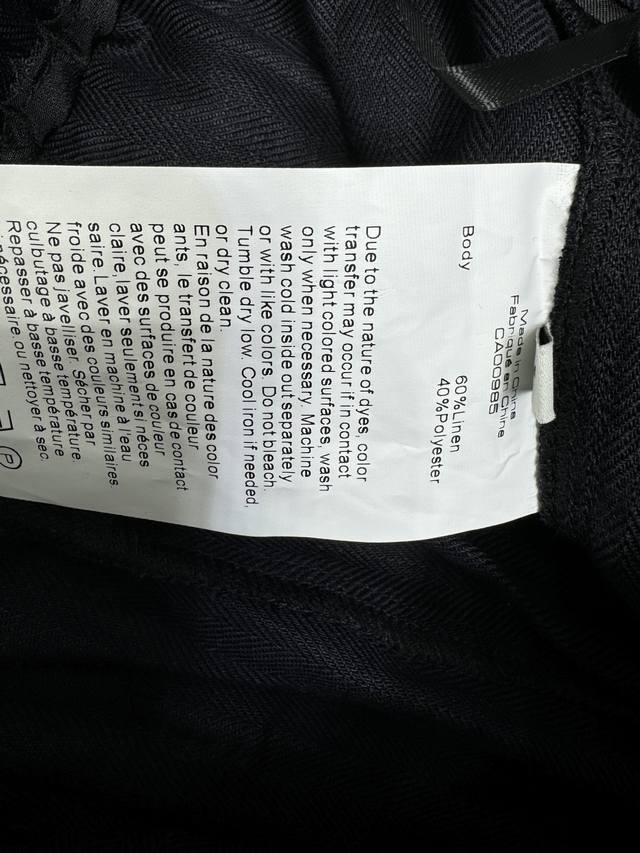 Made in China
Fabriqué en Chine
CA00985
Body
60%Linen
40%Polyester
Due to the nature of dyes, color
transfer may occur if in contact
with light colored surfaces, wash
only when necessary. Machine
wash cold inside out separately
or with like colors. Do not bleach.
Tumble dry low. Cool iron if needed,
or dry clean.
En raison de la nature des color
ants, le transfert de couleur
peut se produire en cas de contact
avec des surfaces de couleur
claire, laver seulement si néces
saire. Laver en machine à l'eau
froide avec des couleurs similaires
Ne pas javelliser. Sécher par
culbutage à basse température
Repasser à basse température
nécessaire ou nettoyer à sec.
P